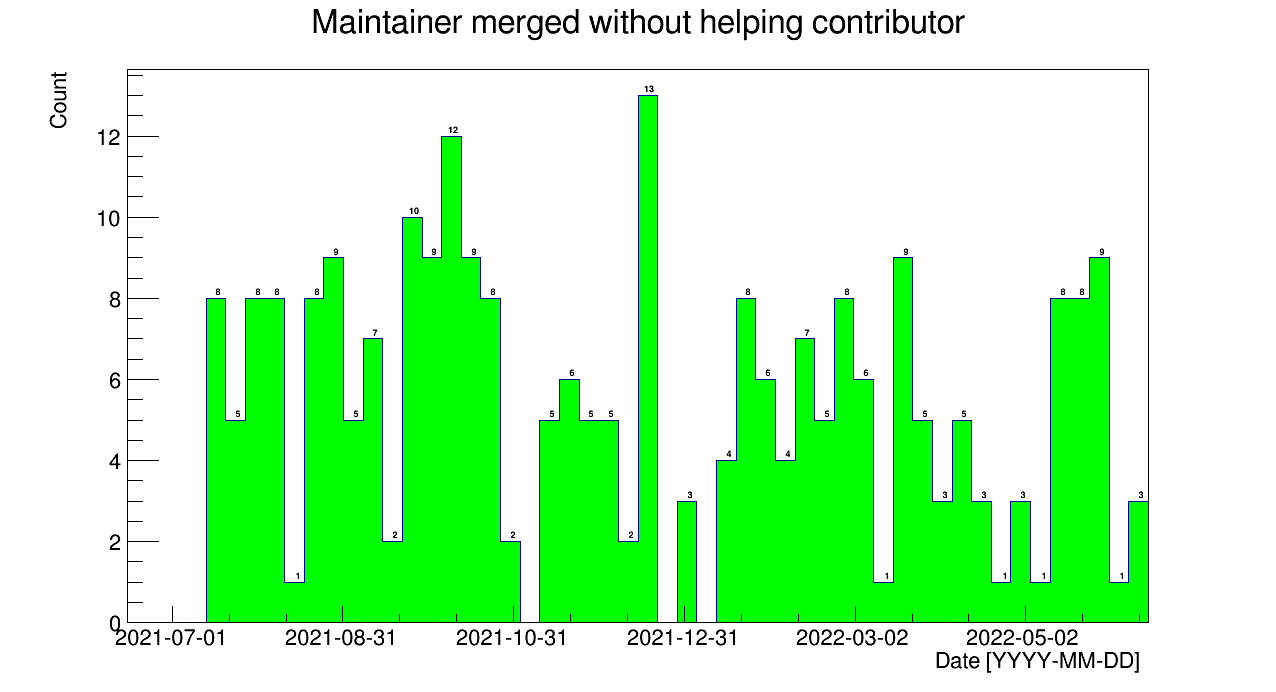 Maintainer merged without helping contributor
Count
12
10
8
6
4
2
0
8 5 8 8 1 8 9 5 7 2 10 9 12 9 8 2 5 6 5 5 2 13 3 4 8 6 4 7 5 8 6 1 9 5 3 5 3 1 3 1 8 8 9 1 3
2021-07-01 2021-08-31 2021-10-31 2021-12-31 2022-03-02 2022-05-02
Date [YYYY-MM-DD]